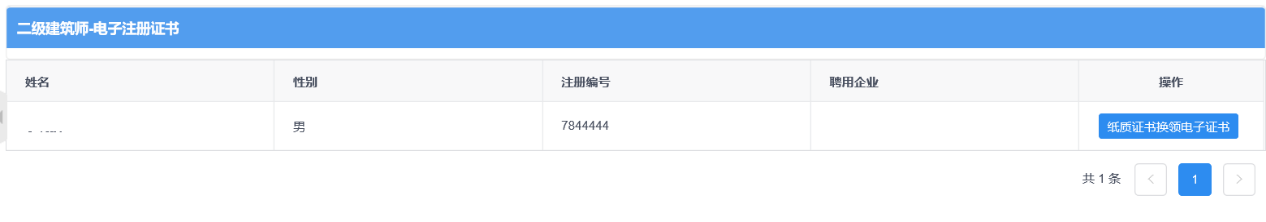 二级建筑师-电子注册证书
姓名 性别 注册编号 聘用企业 操作
男 7844444 纸质证书换领电子证书
共 1 条 1